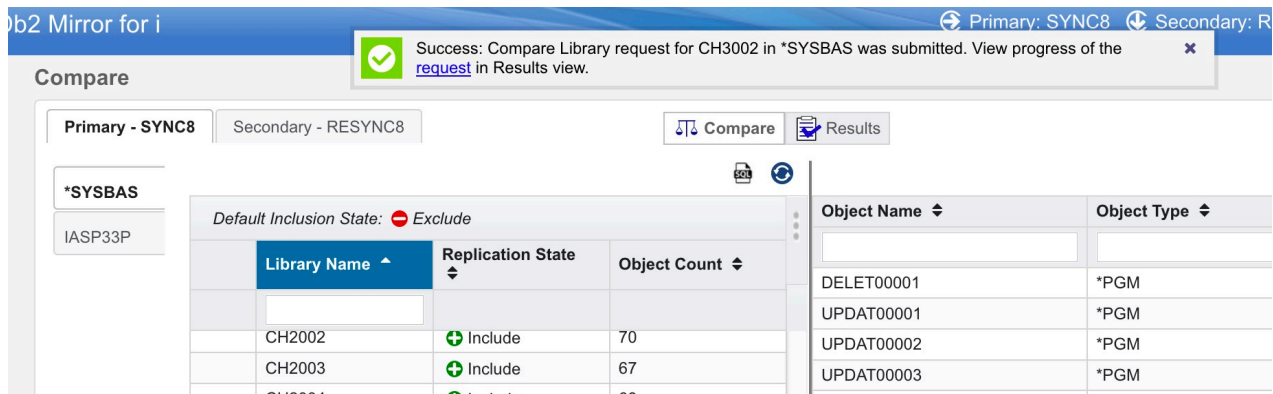 Db2 Mirror for i
Primary: SYNC8 Secondary: R
Success: Compare Library request for CH3002 in *SYSBAS was submitted. View progress of the
request in Results view.
Compare
Primary - SYNC8
Secondary - RESYNC8
Compare
Results
*SYSBAS
IASP33P
SQL
Default Inclusion State: Exclude
Library Name
Replication State
Object Count
CH2002 Include 70
CH2003 Include 67
Object Name
Object Type
DELET00001 *PGM
UPDAT00001 *PGM
UPDAT00002 *PGM
UPDAT00003 *PGM